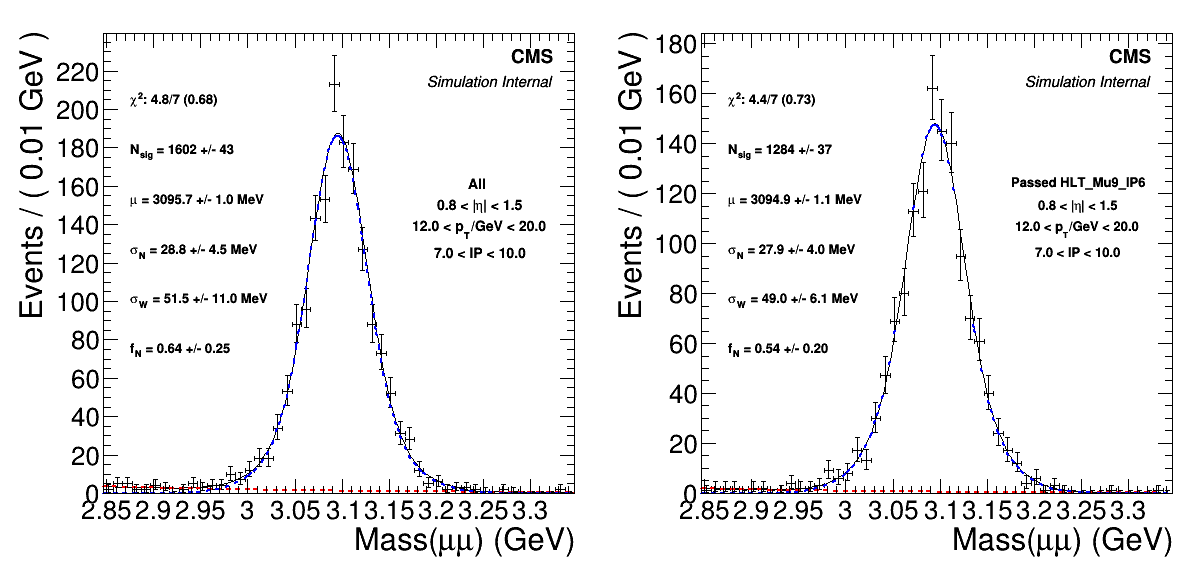 Events / ( 0.01 GeV )
220
200
180
160
140
120
100
80
60
40
20
0
CMS
Simulation Internal
χ²: 4.8/7 (0.68)
N_sig = 1602 +/- 43
μ = 3095.7 +/- 1.0 MeV
σ_N = 28.8 +/- 4.5 MeV
σ_W = 51.5 +/- 11.0 MeV
f_N = 0.64 +/- 0.25
All
0.8 < |η| < 1.5
12.0 < p_T/GeV < 20.0
7.0 < IP < 10.0
2.85 2.9 2.95 3 3.05 3.1 3.15 3.2 3.25 3.3
Mass(μμ) (GeV)
Events / ( 0.01 GeV )
180
160
140
120
100
80
60
40
20
0
CMS
Simulation Internal
χ²: 4.4/7 (0.73)
N_sig = 1284 +/- 37
μ = 3094.9 +/- 1.1 MeV
σ_N = 27.9 +/- 4.0 MeV
σ_W = 49.0 +/- 6.1 MeV
f_N = 0.54 +/- 0.20
Passed HLT_Mu9_IP6
0.8 < |η| < 1.5
12.0 < p_T/GeV < 20.0
7.0 < IP < 10.0
2.85 2.9 2.95 3 3.05 3.1 3.15 3.2 3.25 3.3
Mass(μμ) (GeV)